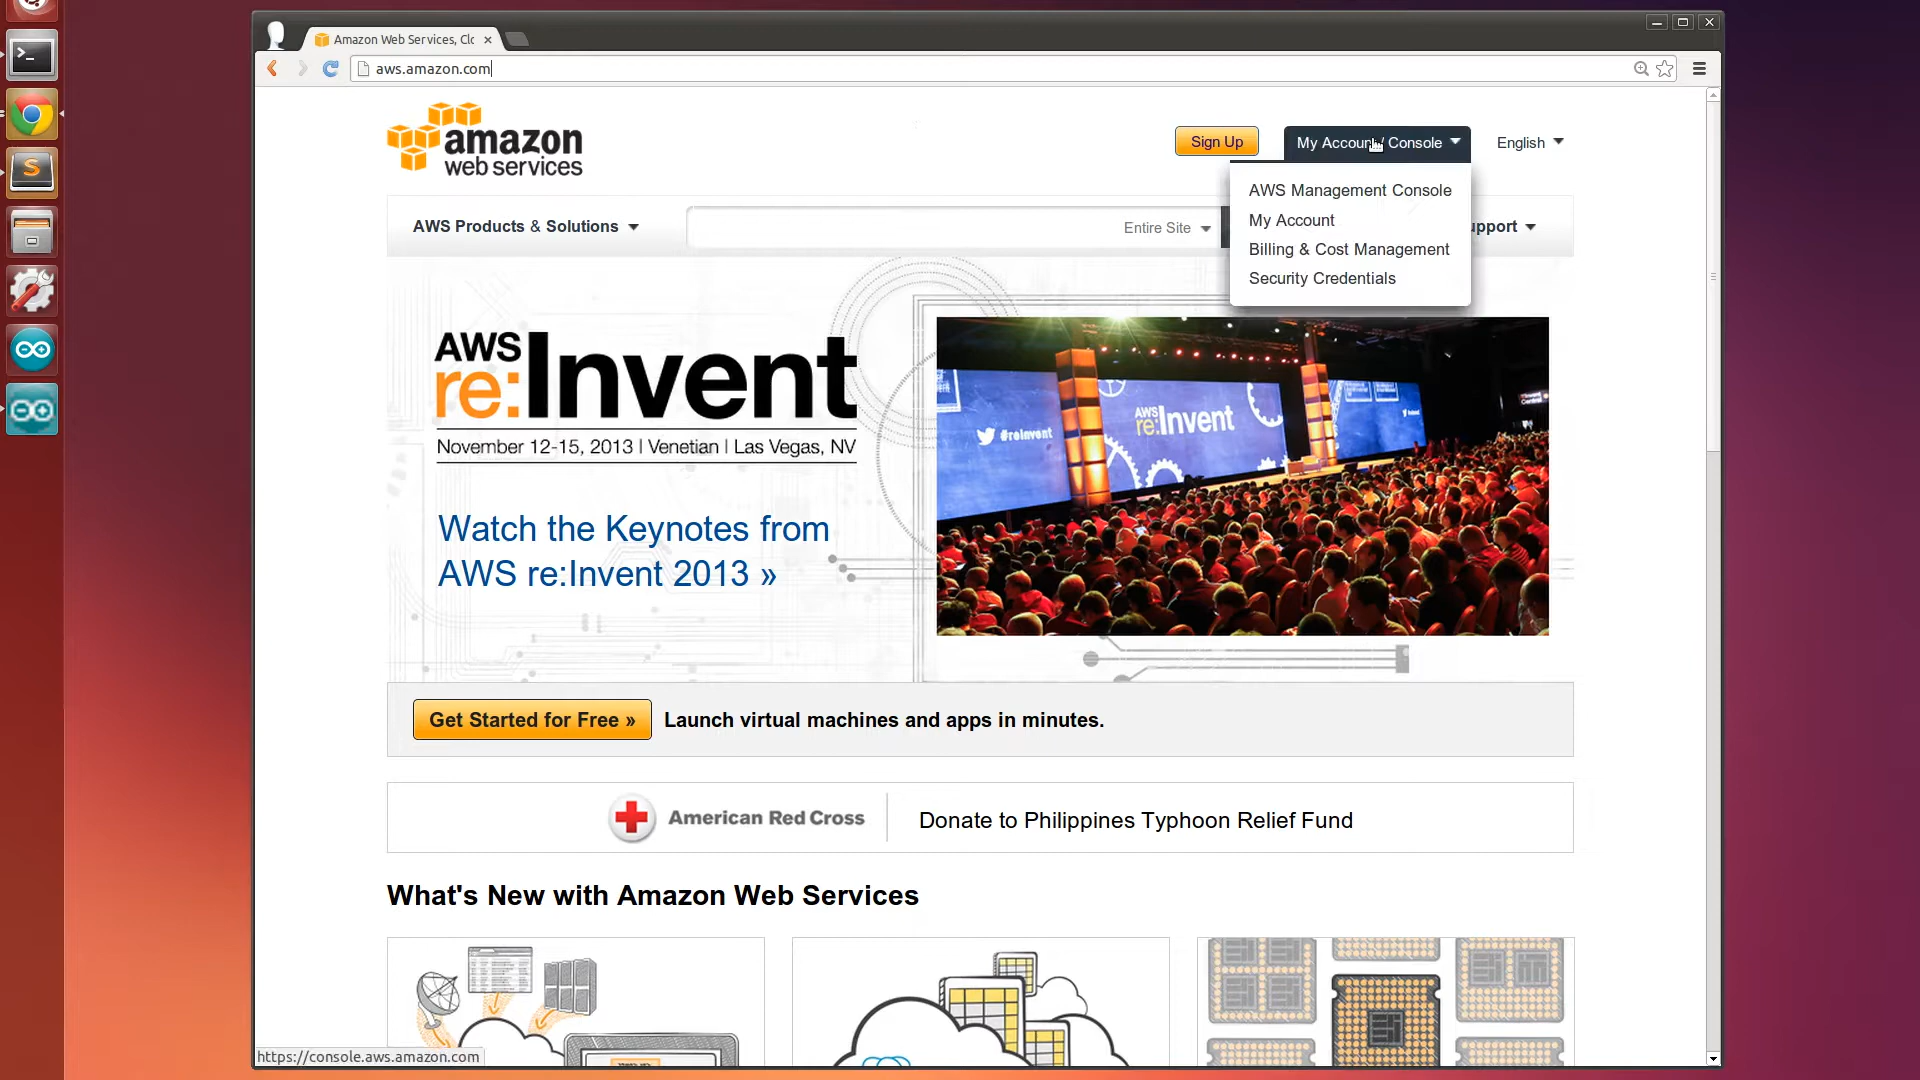 Amazon Web Services, Clc
aws.amazon.com
amazon
web services
Sign Up
My Account / Console
English
AWS Management Console
My Account
Billing & Cost Management
Security Credentials
AWS Products & Solutions
Entire Site
upport
AWS
re:Invent
November 12-15, 2013 | Venetian | Las Vegas, NV
Watch the Keynotes from
AWS re:Invent 2013 »
#reinvent
AWS
re:Invent
Get Started for Free »
Launch virtual machines and apps in minutes.
American Red Cross
Donate to Philippines Typhoon Relief Fund
What's New with Amazon Web Services
https://console.aws.amazon.com